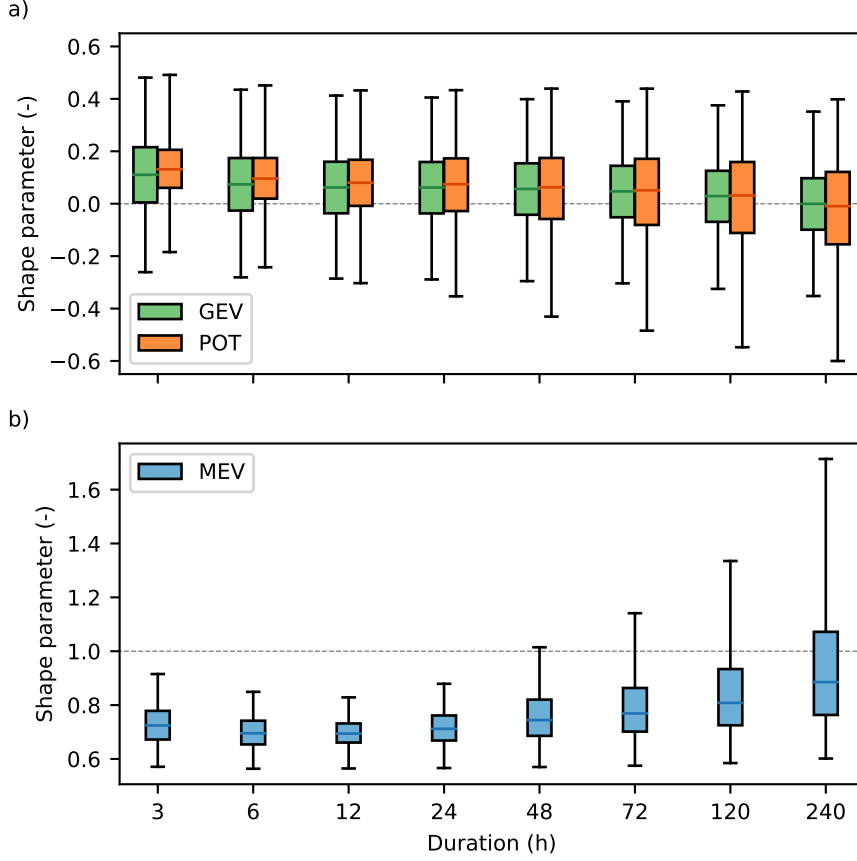 a)
Shape parameter (-)
0.6
0.4
0.2
0.0
−0.2
−0.4
−0.6
GEV
POT
b)
Shape parameter (-)
1.6
1.4
1.2
1.0
0.8
0.6
MEV
3 6 12 24 48 72 120 240
Duration (h)